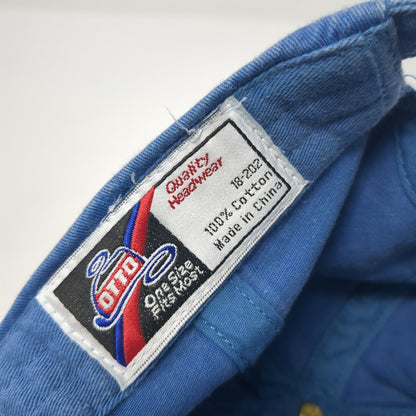 Quality
Headwear
18-202
100% Cotton
Made in China
OTTO
One Size
Fits Most